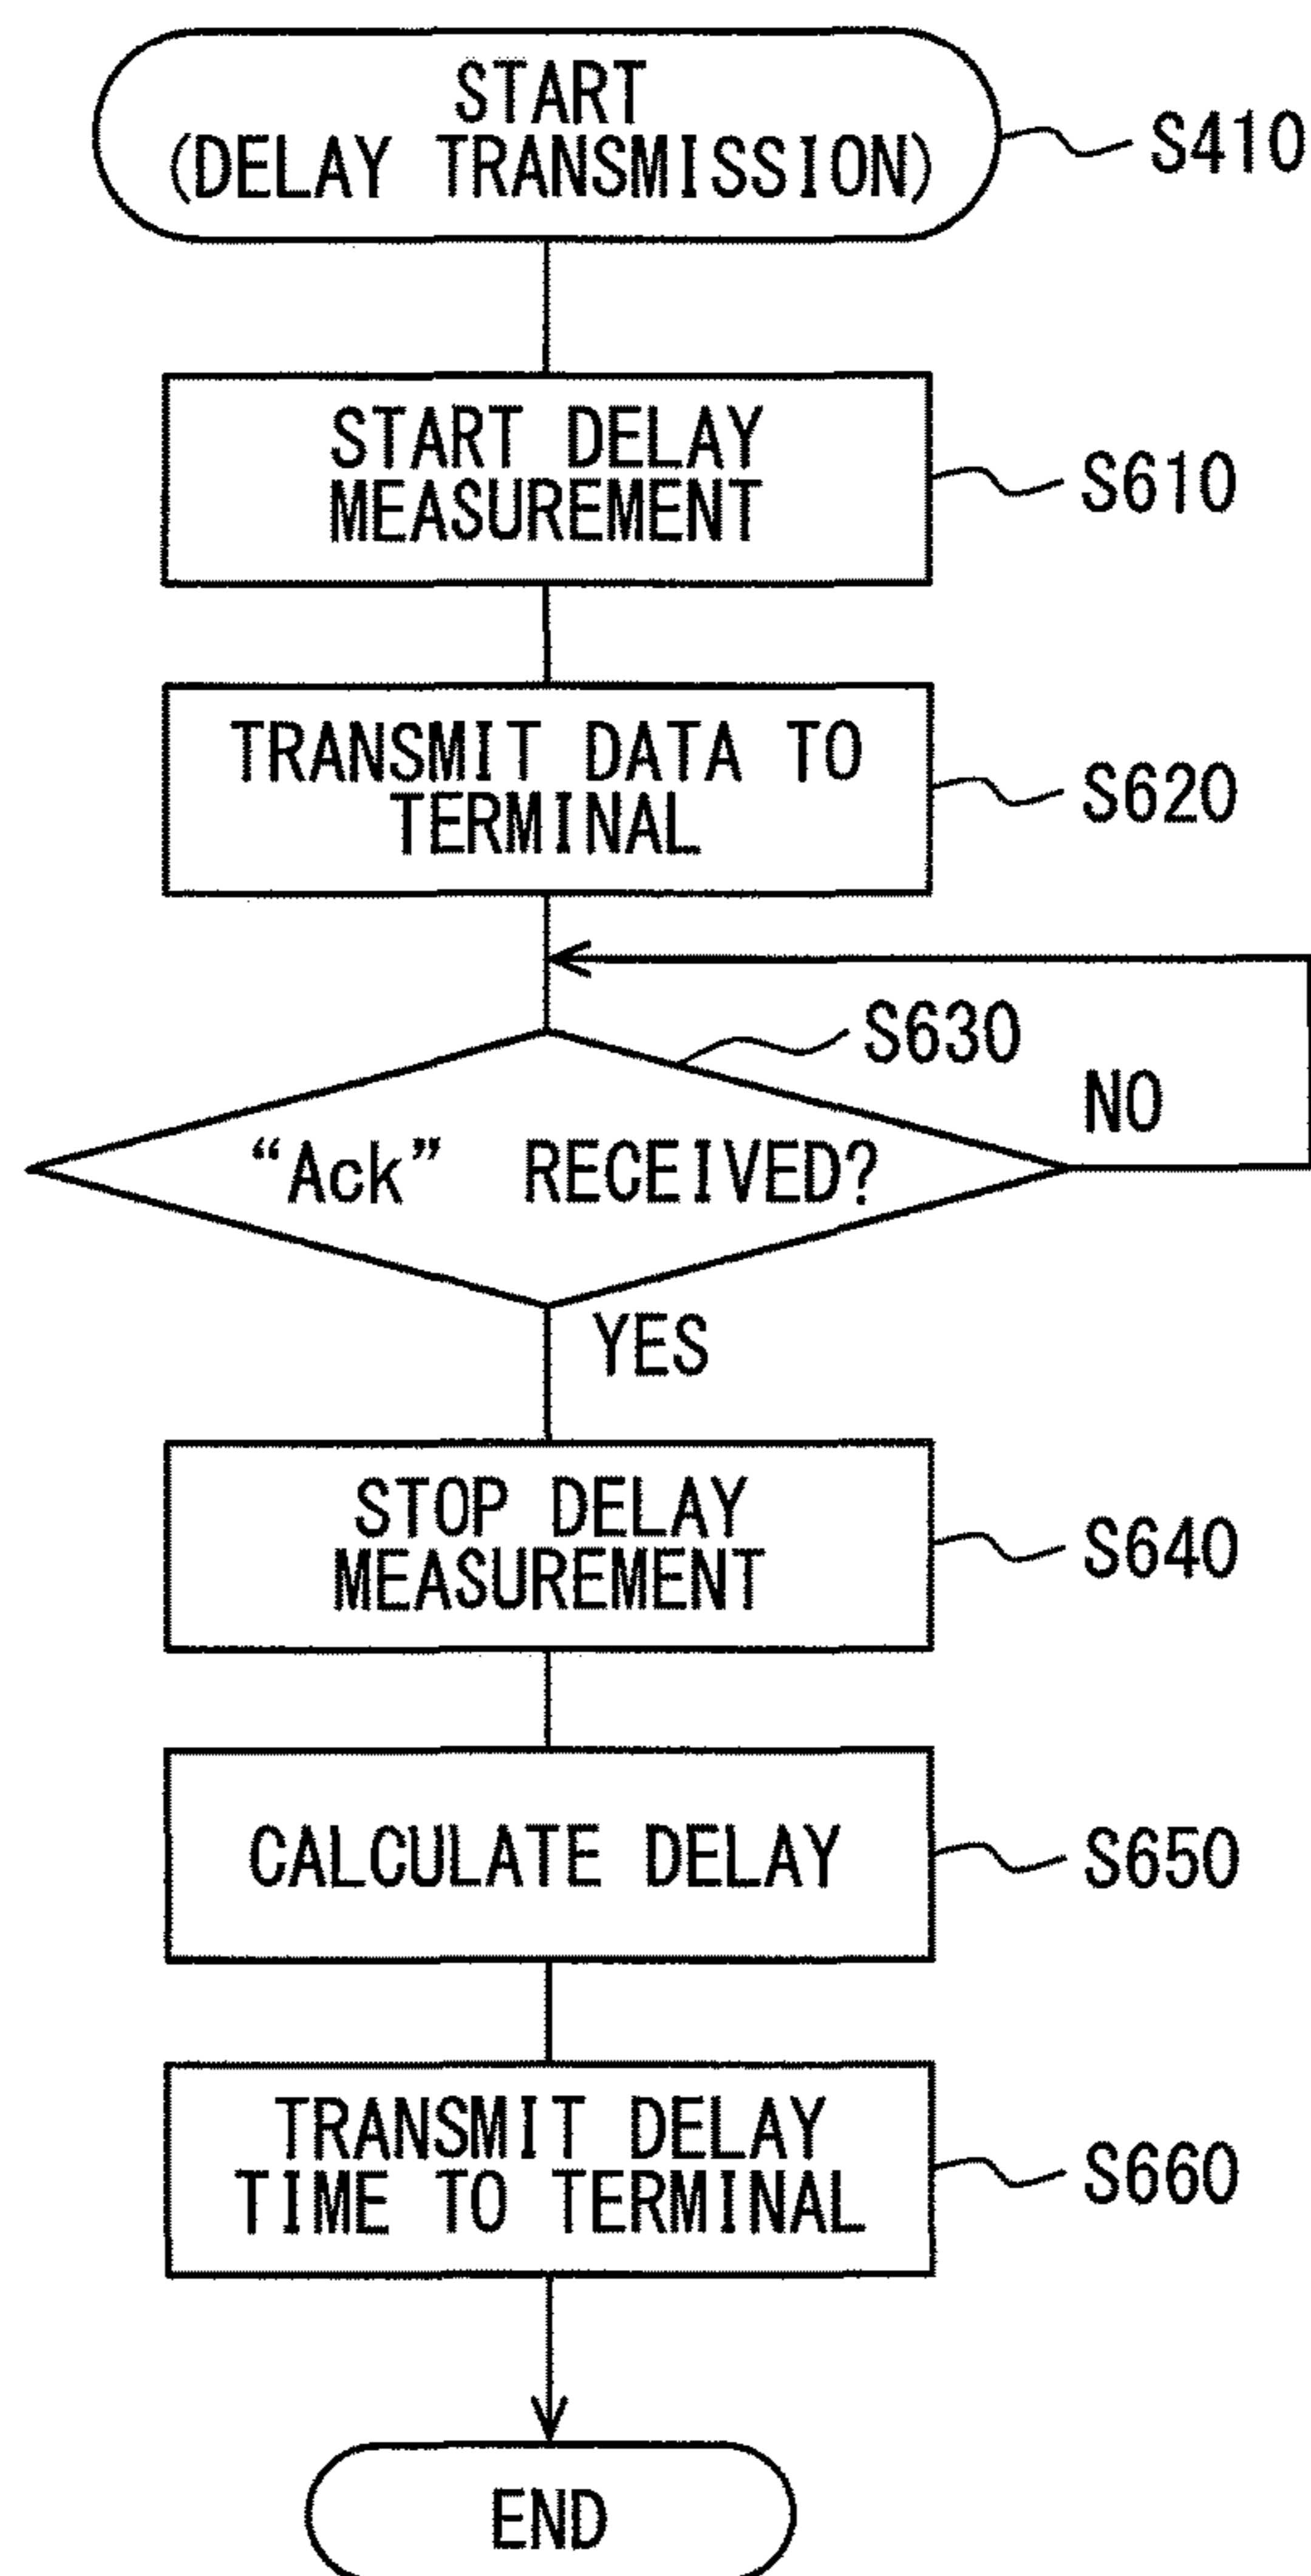 START
(DELAY TRANSMISSION)
S410
START DELAY
MEASUREMENT
S610
TRANSMIT DATA TO
TERMINAL
S620
S630
NO
“Ack” RECEIVED?
YES
STOP DELAY
MEASUREMENT
S640
CALCULATE DELAY
S650
TRANSMIT DELAY
TIME TO TERMINAL
S660
END